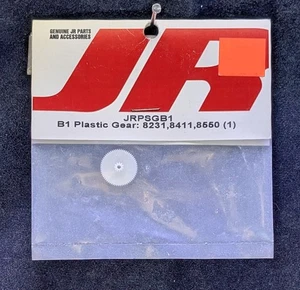 GENUINE JR PARTS
AND ACCESSORIES
JR
JRPSGB1
B1 Plastic Gear: 8231,8411,8550 (1)